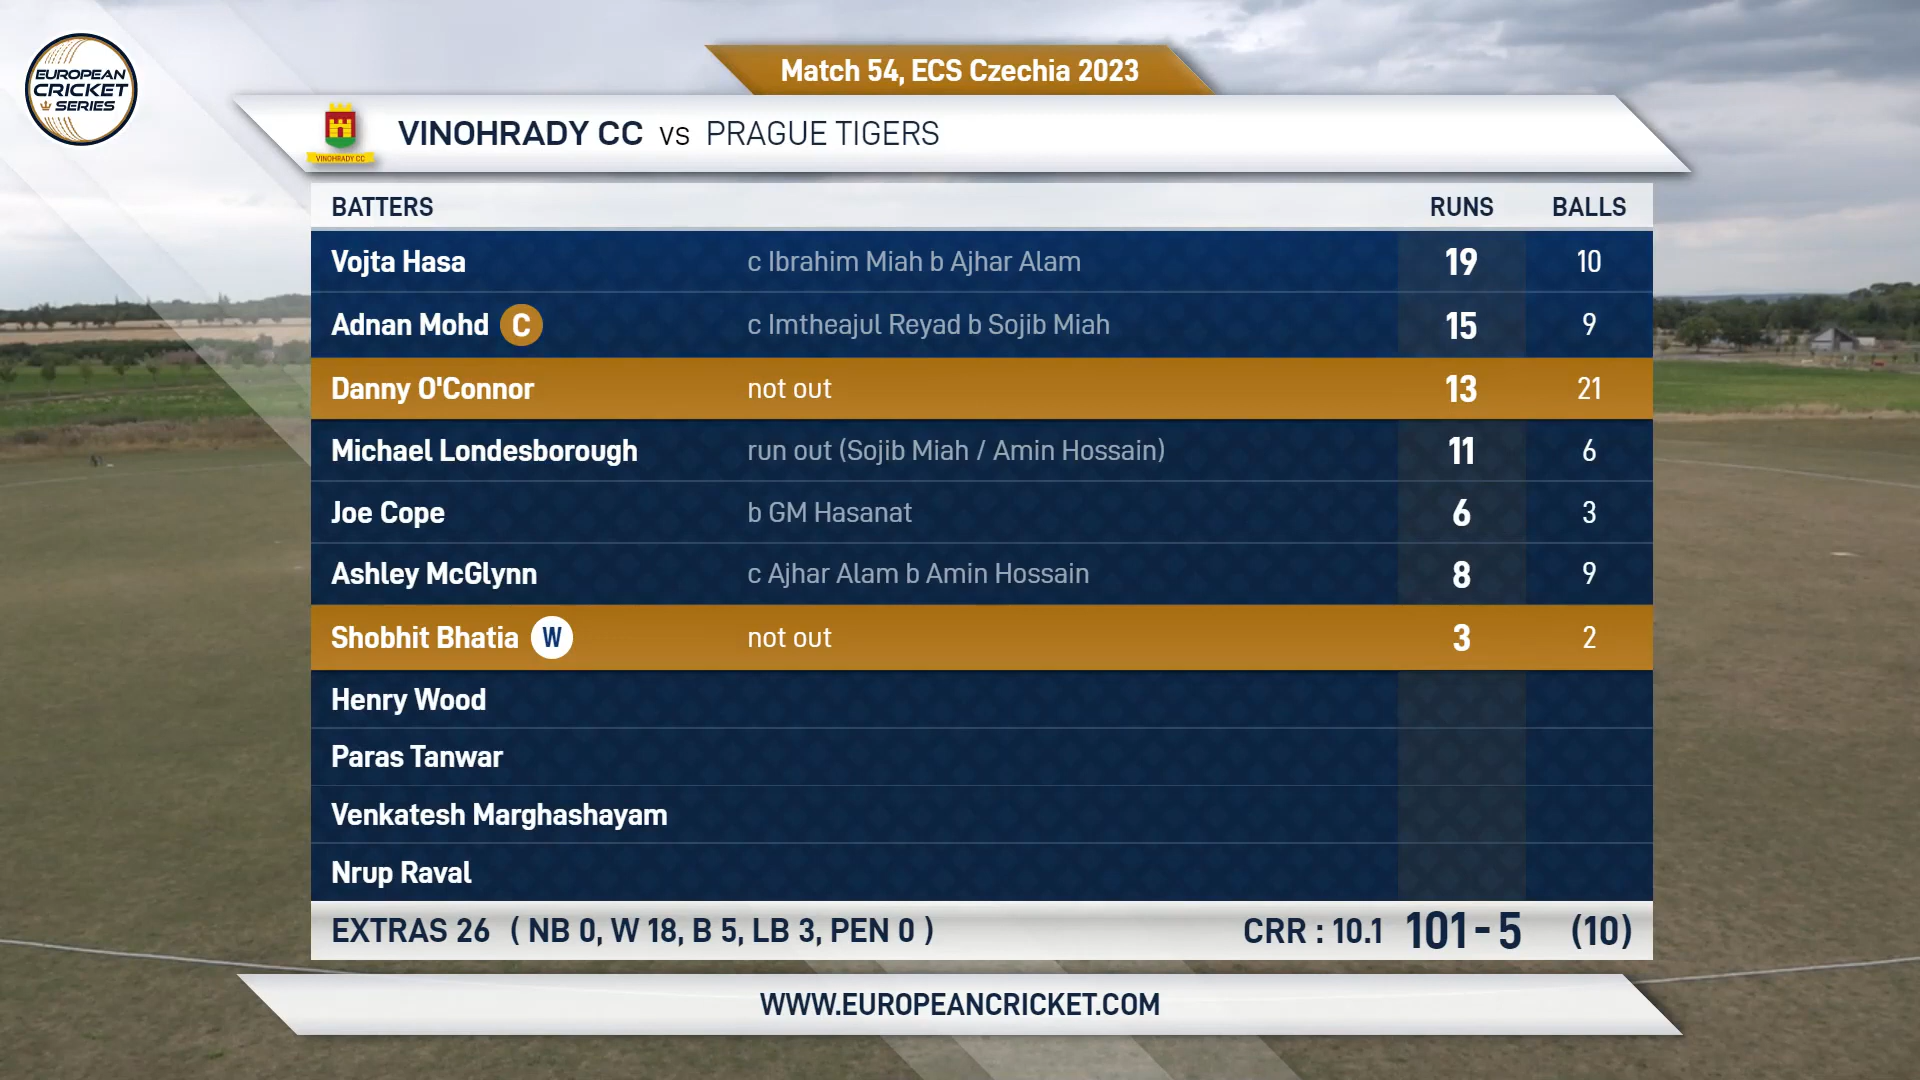 EUROPEAN
CRICKET
SERIES
Match 54, ECS Czechia 2023
VINOHRADY CC
VINOHRADY CC vs PRAGUE TIGERS
BATTERS RUNS BALLS
Vojta Hasa c Ibrahim Miah b Ajhar Alam 19 10
Adnan Mohd C c Imtheajul Reyad b Sojib Miah 15 9
Danny O'Connor not out 13 21
Michael Londesborough run out (Sojib Miah / Amin Hossain) 11 6
Joe Cope b GM Hasanat 6 3
Ashley McGlynn c Ajhar Alam b Amin Hossain 8 9
Shobhit Bhatia W not out 3 2
Henry Wood
Paras Tanwar
Venkatesh Marghashayam
Nrup Raval
EXTRAS 26 ( NB 0, W 18, B 5, LB 3, PEN 0 ) CRR : 10.1 101-5 (10)
WWW.EUROPEANCRICKET.COM